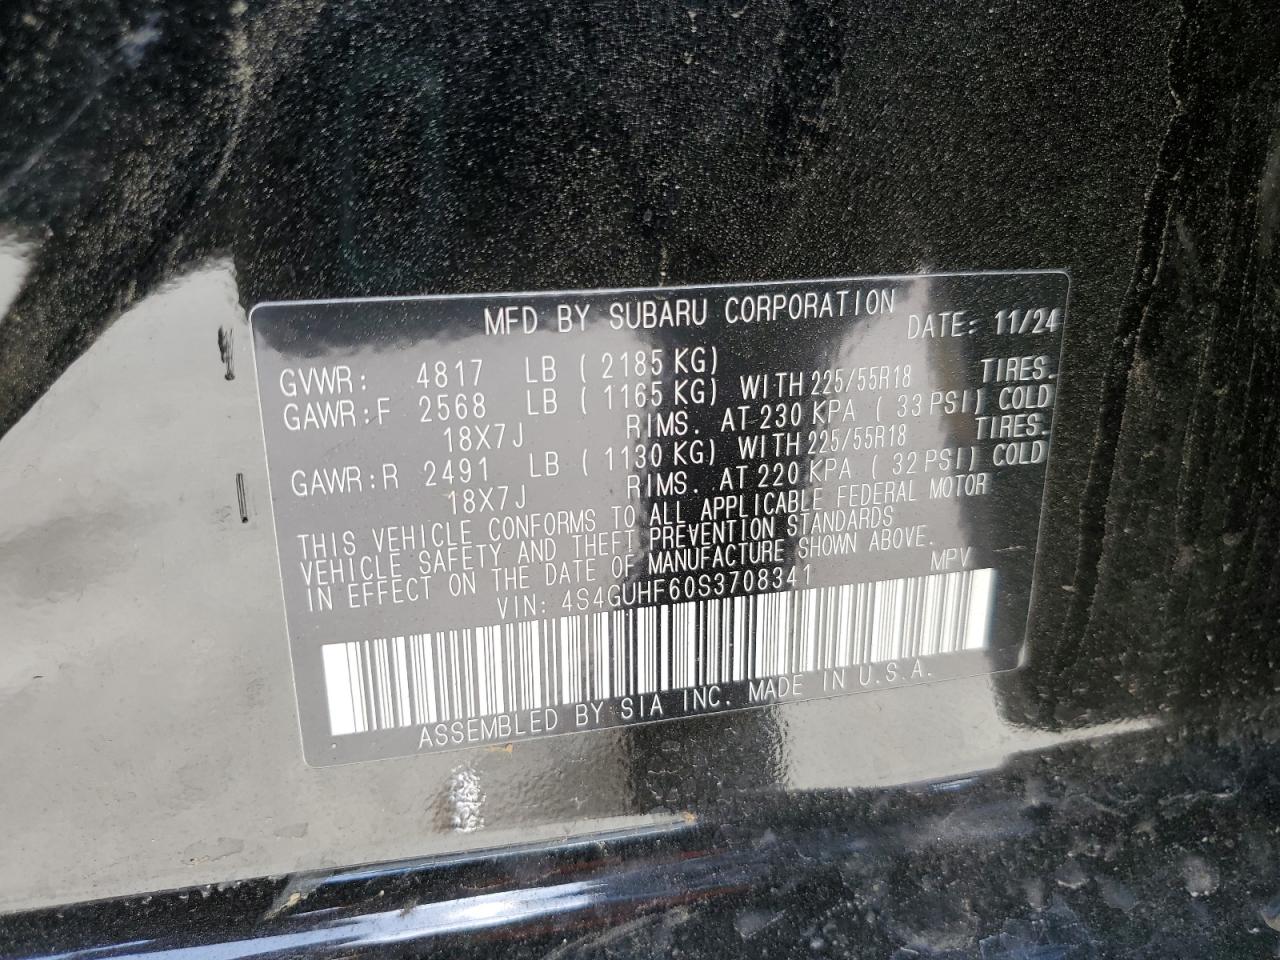 MFD BY SUBARU CORPORATION DATE: 11/24
GVWR: 4817 LB ( 2185 KG)
GAWR:F 2568 LB ( 1165 KG) WITH 225/55R18 TIRES.
18X7J RIMS. AT 230 KPA ( 33 PSI) COLD
GAWR:R 2491 LB ( 1130 KG) WITH 225/55R18 TIRES.
18X7J RIMS. AT 220 KPA ( 32 PSI) COLD
THIS VEHICLE CONFORMS TO ALL APPLICABLE FEDERAL MOTOR
VEHICLE SAFETY AND THEFT PREVENTION STANDARDS
IN EFFECT ON THE DATE OF MANUFACTURE SHOWN ABOVE.
VIN: 4S4GUHF60S3708341 MPV
ASSEMBLED BY SIA INC. MADE IN U.S.A.